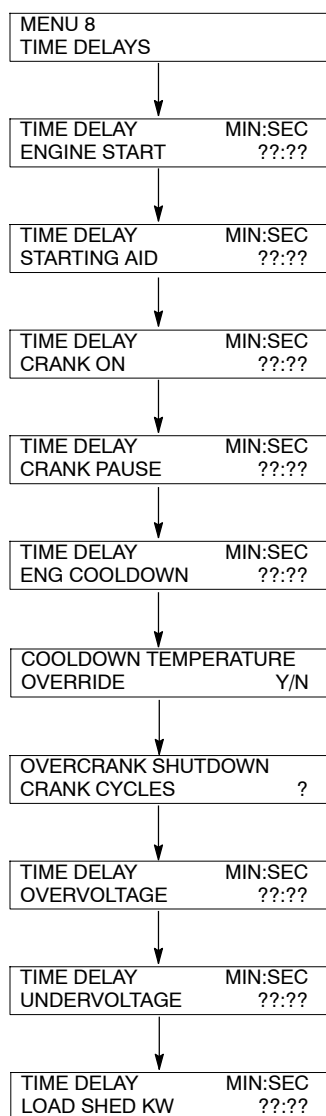 MENU 8
TIME DELAYS
TIME DELAY MIN:SEC
ENGINE START ??:??
TIME DELAY MIN:SEC
STARTING AID ??:??
TIME DELAY MIN:SEC
CRANK ON ??:??
TIME DELAY MIN:SEC
CRANK PAUSE ??:??
TIME DELAY MIN:SEC
ENG COOLDOWN ??:??
COOLDOWN TEMPERATURE
OVERRIDE Y/N
OVERCRANK SHUTDOWN
CRANK CYCLES ?
TIME DELAY MIN:SEC
OVERVOLTAGE ??:??
TIME DELAY MIN:SEC
UNDERVOLTAGE ??:??
TIME DELAY MIN:SEC
LOAD SHED KW ??:??